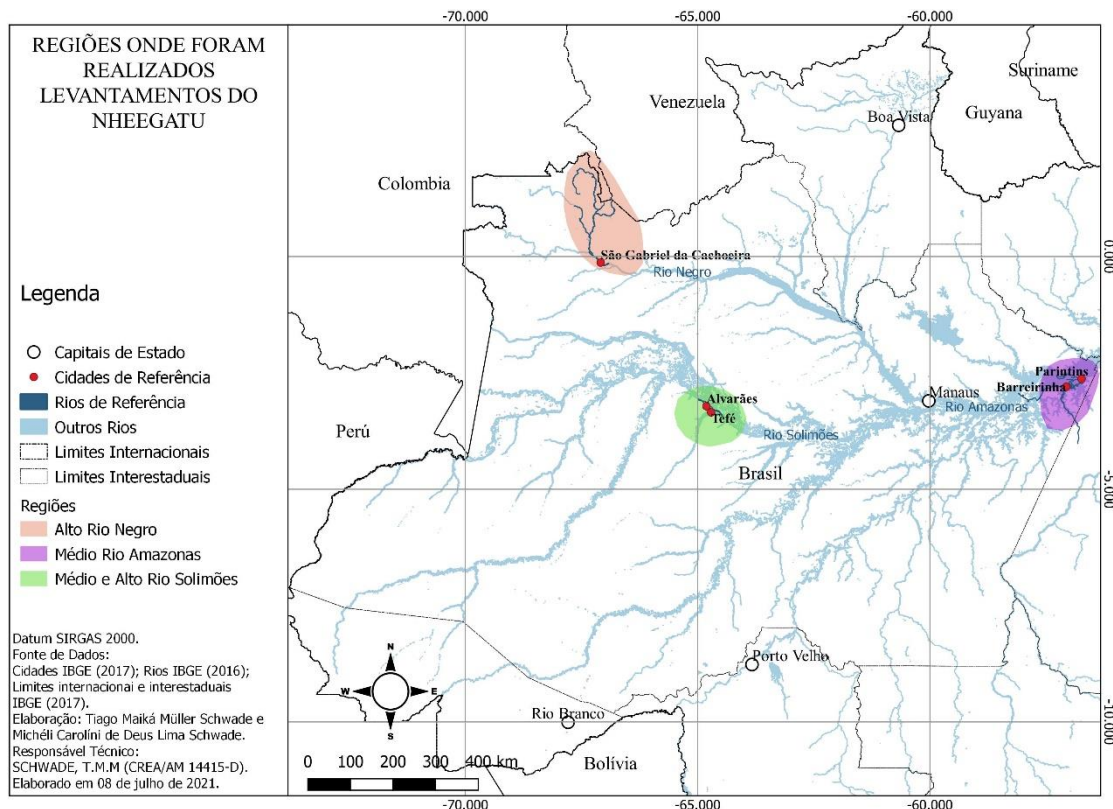 REGIÕES ONDE FORAM
REALIZADOS
LEVANTAMENTOS DO
NHEEGATU
Legenda
Capitais de Estado
Cidades de Referência
Rios de Referência
Outros Rios
Limites Internacionais
Limites Interestaduais
Regiões
Alto Rio Negro
Médio Rio Amazonas
Médio e Alto Rio Solimões
Datum SIRGAS 2000.
Fonte de Dados:
Cidades IBGE (2017); Rios IBGE (2016);
Limites internacionai e interestaduais
IBGE (2017).
Elaboração: Tiago Maiká Müller Schwade e
Michéli Carolíni de Deus Lima Schwade.
Responsável Técnico:
SCHWADE, T.M.M (CREA/AM 14415-D).
Elaborado em 08 de julho de 2021.
-70.000 -65.000 -60.000
Suriname
Venezuela
Guyana
Boa Vista
Colombia
São Gabriel da Cachoeira
Rio Negro
0.000
Parintins
Barreirinha
Manaus
Rio Amazonas
Alvarães
Tefé
Perú
Rio Solimões
Brasil
-5.000
Porto Velho
Rio Branco
-10.000
Bolívia
N
W E
S
0 100 200 300 400 km
-70.000 -65.000 -60.000